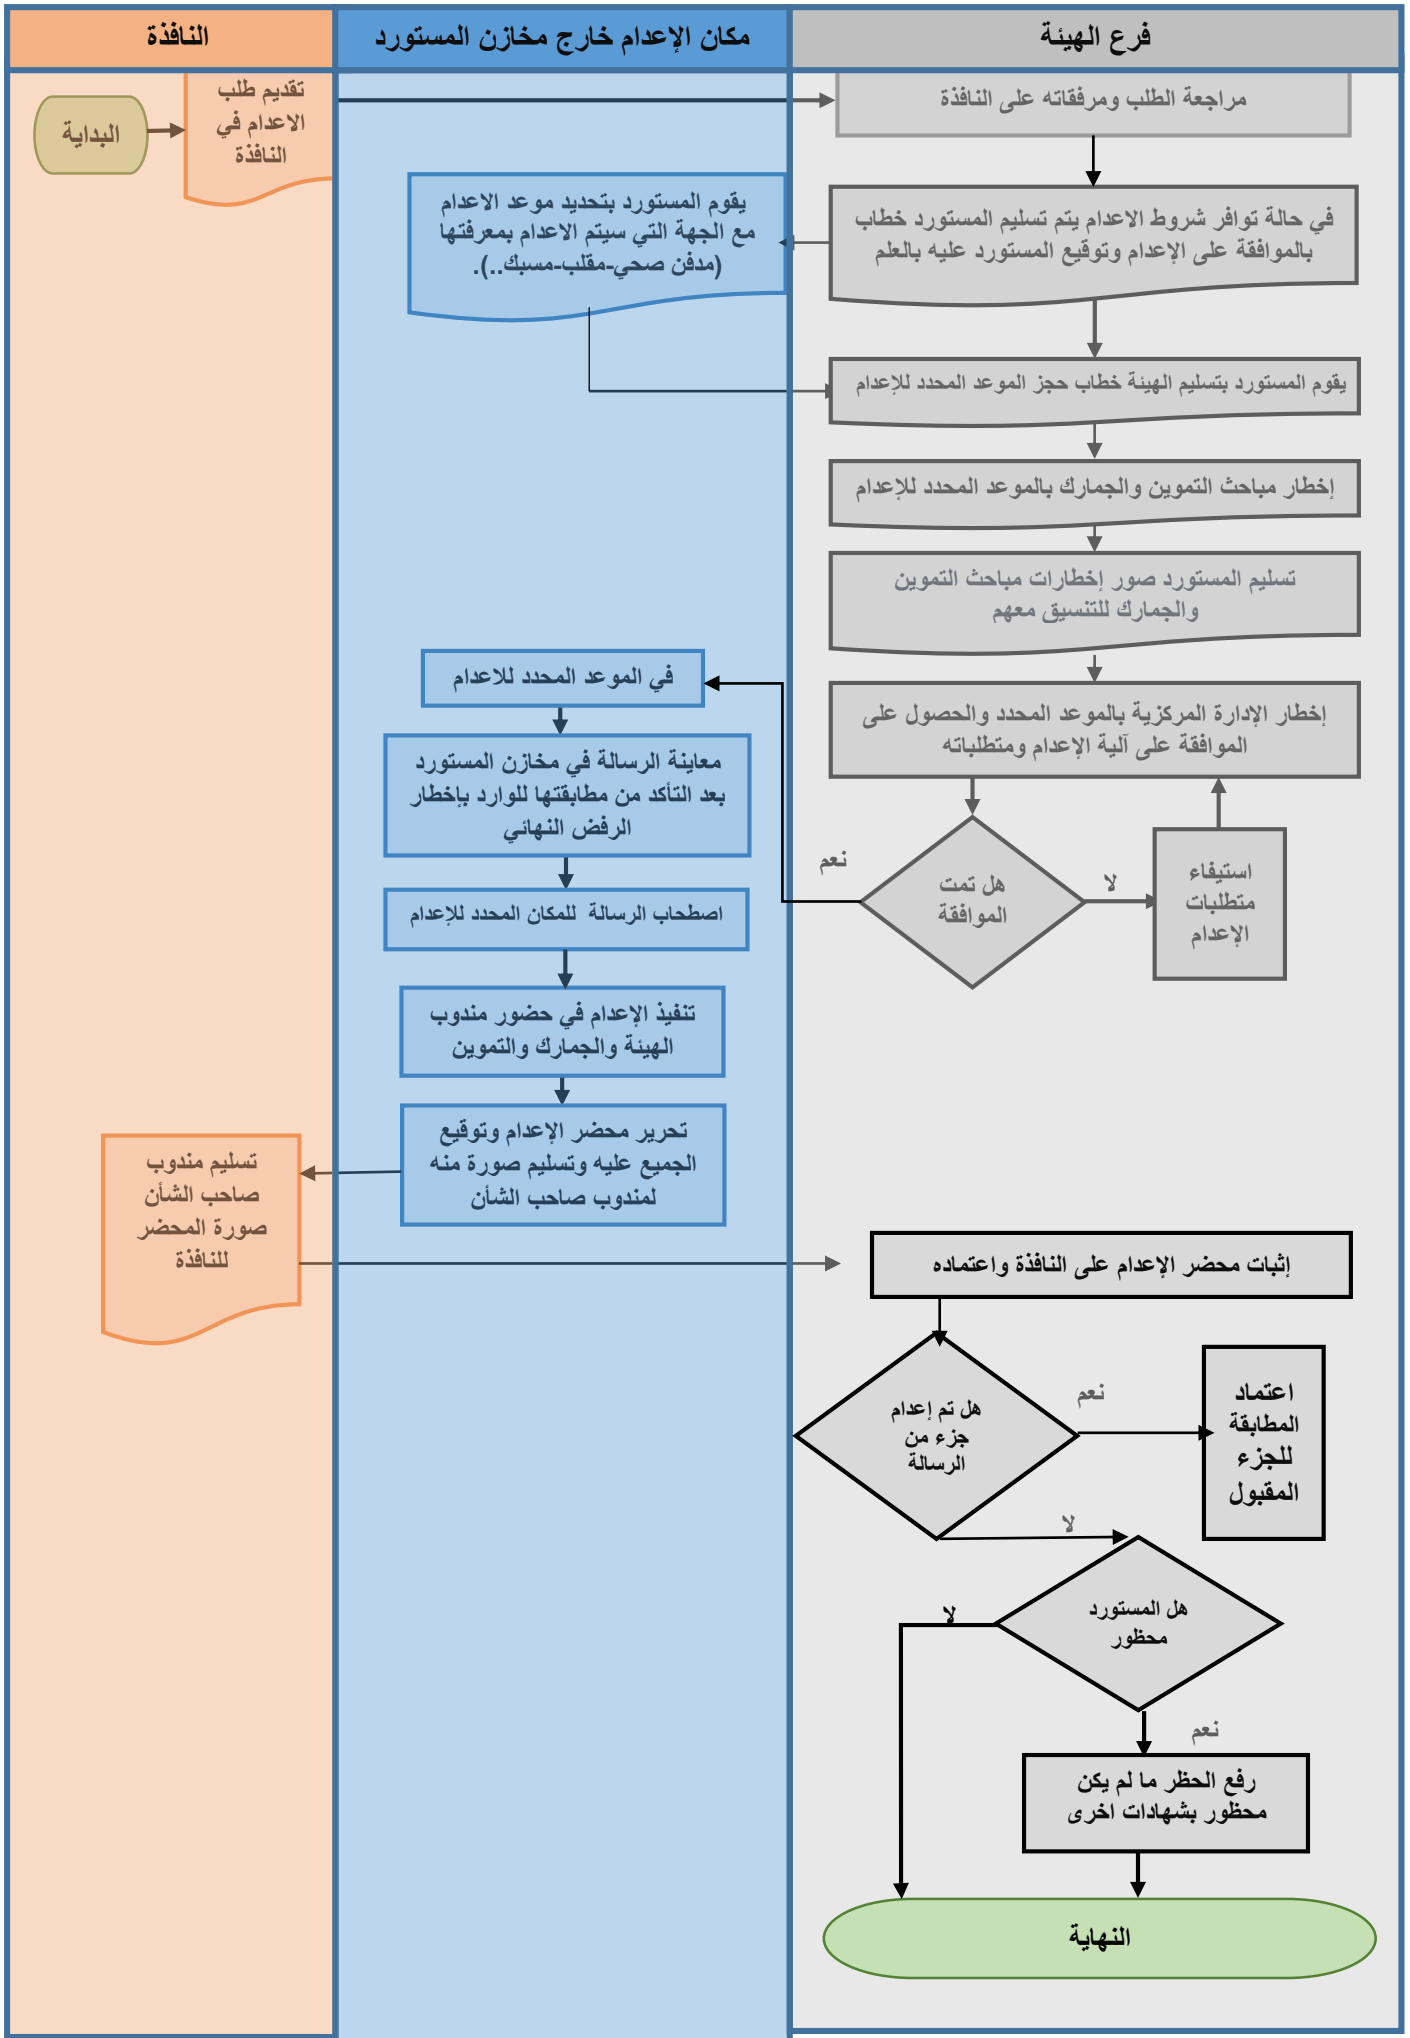 فرع الهيئة
مكان الإعدام خارج مخازن المستورد
النافذة
البداية
تقديم طلب
الاعدام في
النافذة
مراجعة الطلب ومرفقاته على النافذة
في حالة توافر شروط الاعدام يتم تسليم المستورد خطاب
بالموافقة على الإعدام وتوقيع المستورد عليه بالعلم
يقوم المستورد بتحديد موعد الاعدام
مع الجهة التي سيتم الاعدام بمعرفتها
(مدفن صحي-مقلب-مسبك..).
يقوم المستورد بتسليم الهيئة خطاب حجز الموعد المحدد للإعدام
إخطار مباحث التموين والجمارك بالموعد المحدد للإعدام
تسليم المستورد صور إخطارات مباحث التموين
والجمارك للتنسيق معهم
إخطار الإدارة المركزية بالموعد المحدد والحصول على
الموافقة على آلية الإعدام ومتطلباته
هل تمت
الموافقة
لا
استيفاء
متطلبات
الإعدام
نعم
في الموعد المحدد للاعدام
معاينة الرسالة في مخازن المستورد
بعد التأكد من مطابقتها للوارد بإخطار
الرفض النهائي
اصطحاب الرسالة للمكان المحدد للإعدام
تنفيذ الإعدام في حضور مندوب
الهيئة والجمارك والتموين
تحرير محضر الإعدام وتوقيع
الجميع عليه وتسليم صورة منه
لمندوب صاحب الشأن
تسليم مندوب
صاحب الشأن
صورة المحضر
للنافذة
إثبات محضر الإعدام على النافذة واعتماده
هل تم إعدام
جزء من
الرسالة
نعم
اعتماد
المطابقة
للجزء
المقبول
لا
هل المستورد
محظور
لا
نعم
رفع الحظر ما لم يكن
محظور بشهادات اخرى
النهاية